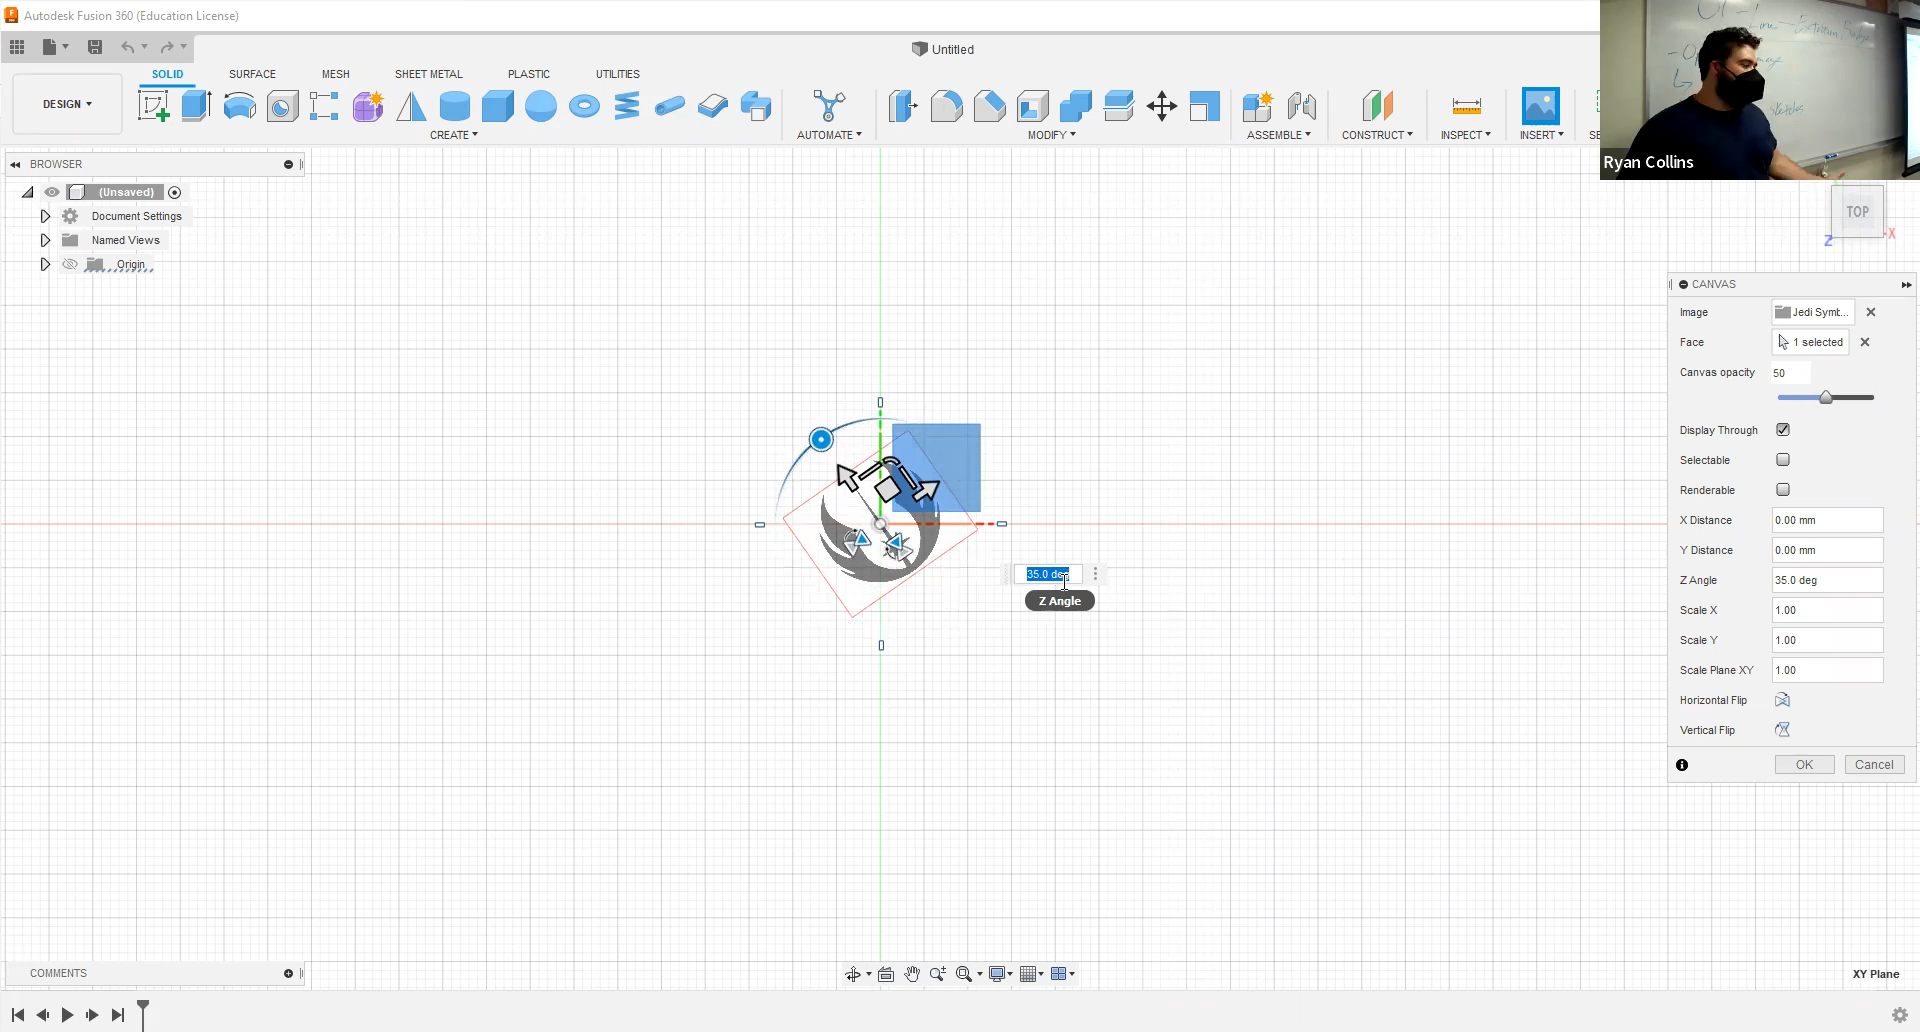 Autodesk Fusion 360 (Education License)
Untitled
SOLID SURFACE MESH SHEET METAL PLASTIC UTILITIES
DESIGN
CREATE AUTOMATE MODIFY ASSEMBLE CONSTRUCT INSPECT INSERT SE
Ryan Collins
BROWSER
(Unsaved)
Document Settings
Named Views
Origin
TOP
Z
X
CANVAS
Image Jedi Symb...
Face 1 selected
Canvas opacity 50
Display Through
Selectable
Renderable
X Distance 0.00 mm
Y Distance 0.00 mm
Z Angle 35.0 deg
Scale X 1.00
Scale Y 1.00
Scale Plane XY 1.00
Horizontal Flip
Vertical Flip
OK Cancel
35.0 deg
Z Angle
COMMENTS
XY Plane